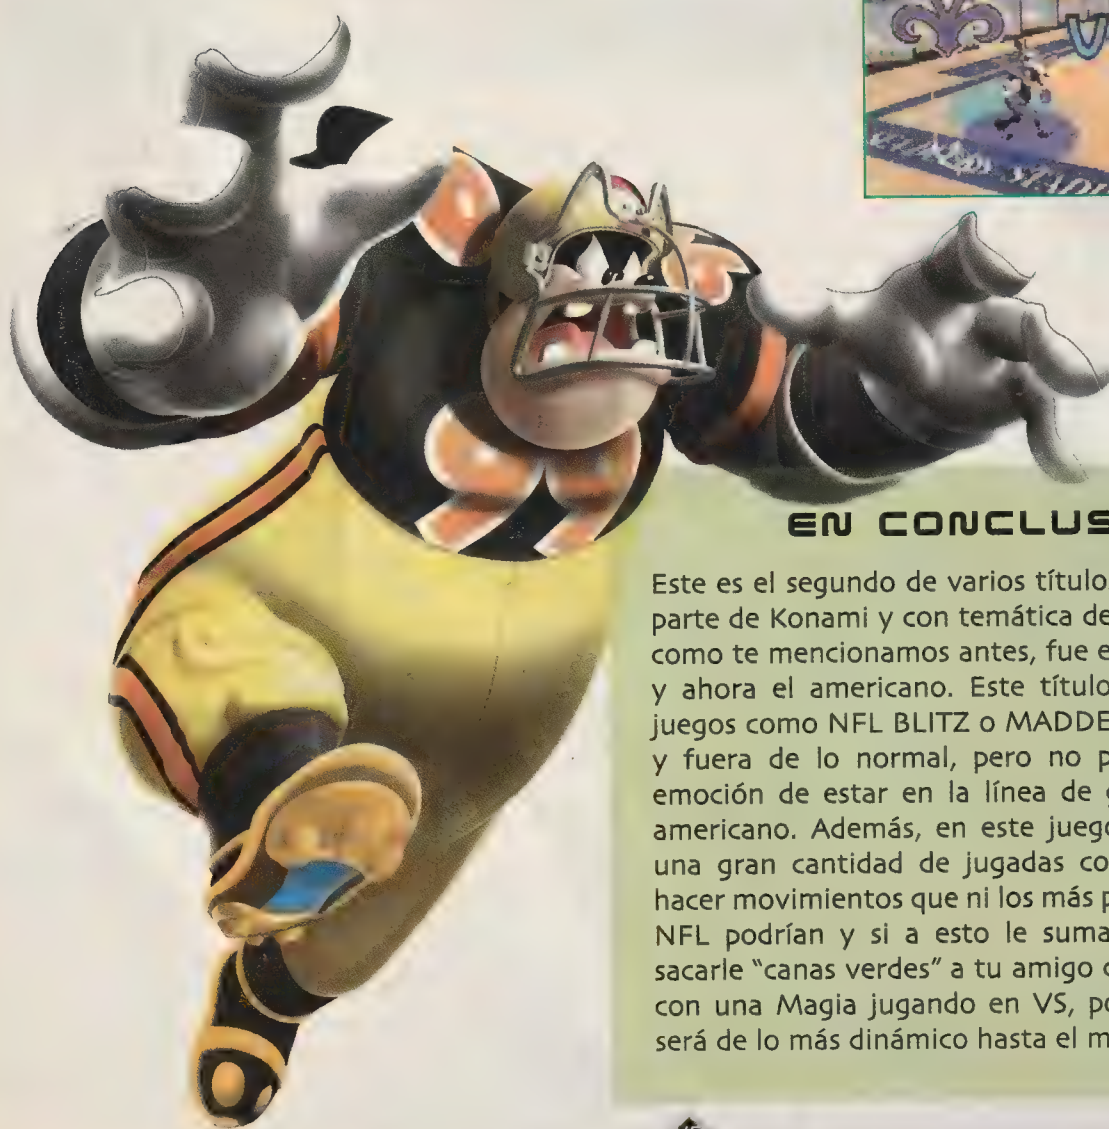 EN CONCLUS
Este es el segundo de varios título
parte de Konami y con temática de
como te mencionamos antes, fue e
y ahora el americano. Este título
juegos como NFL BLITZ o MADDE
y fuera de lo normal, pero no p
emoción de estar en la línea de
americano. Además, en este juego
una gran cantidad de jugadas co
hacer movimientos que ni los más p
NFL podrían y si a esto le suma
sacarle "canas verdes" a tu amigo
con una Magia jugando en VS, po
será de lo más dinámico hasta el m